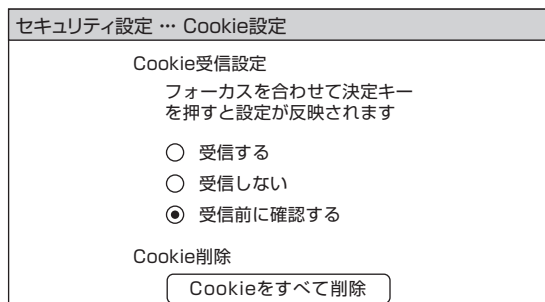 セキュリティ設定 … Cookie設定
Cookie受信設定
フォーカスを合わせて決定キー
を押すと設定が反映されます
受信する
受信しない
受信前に確認する
Cookie削除
Cookieをすべて削除